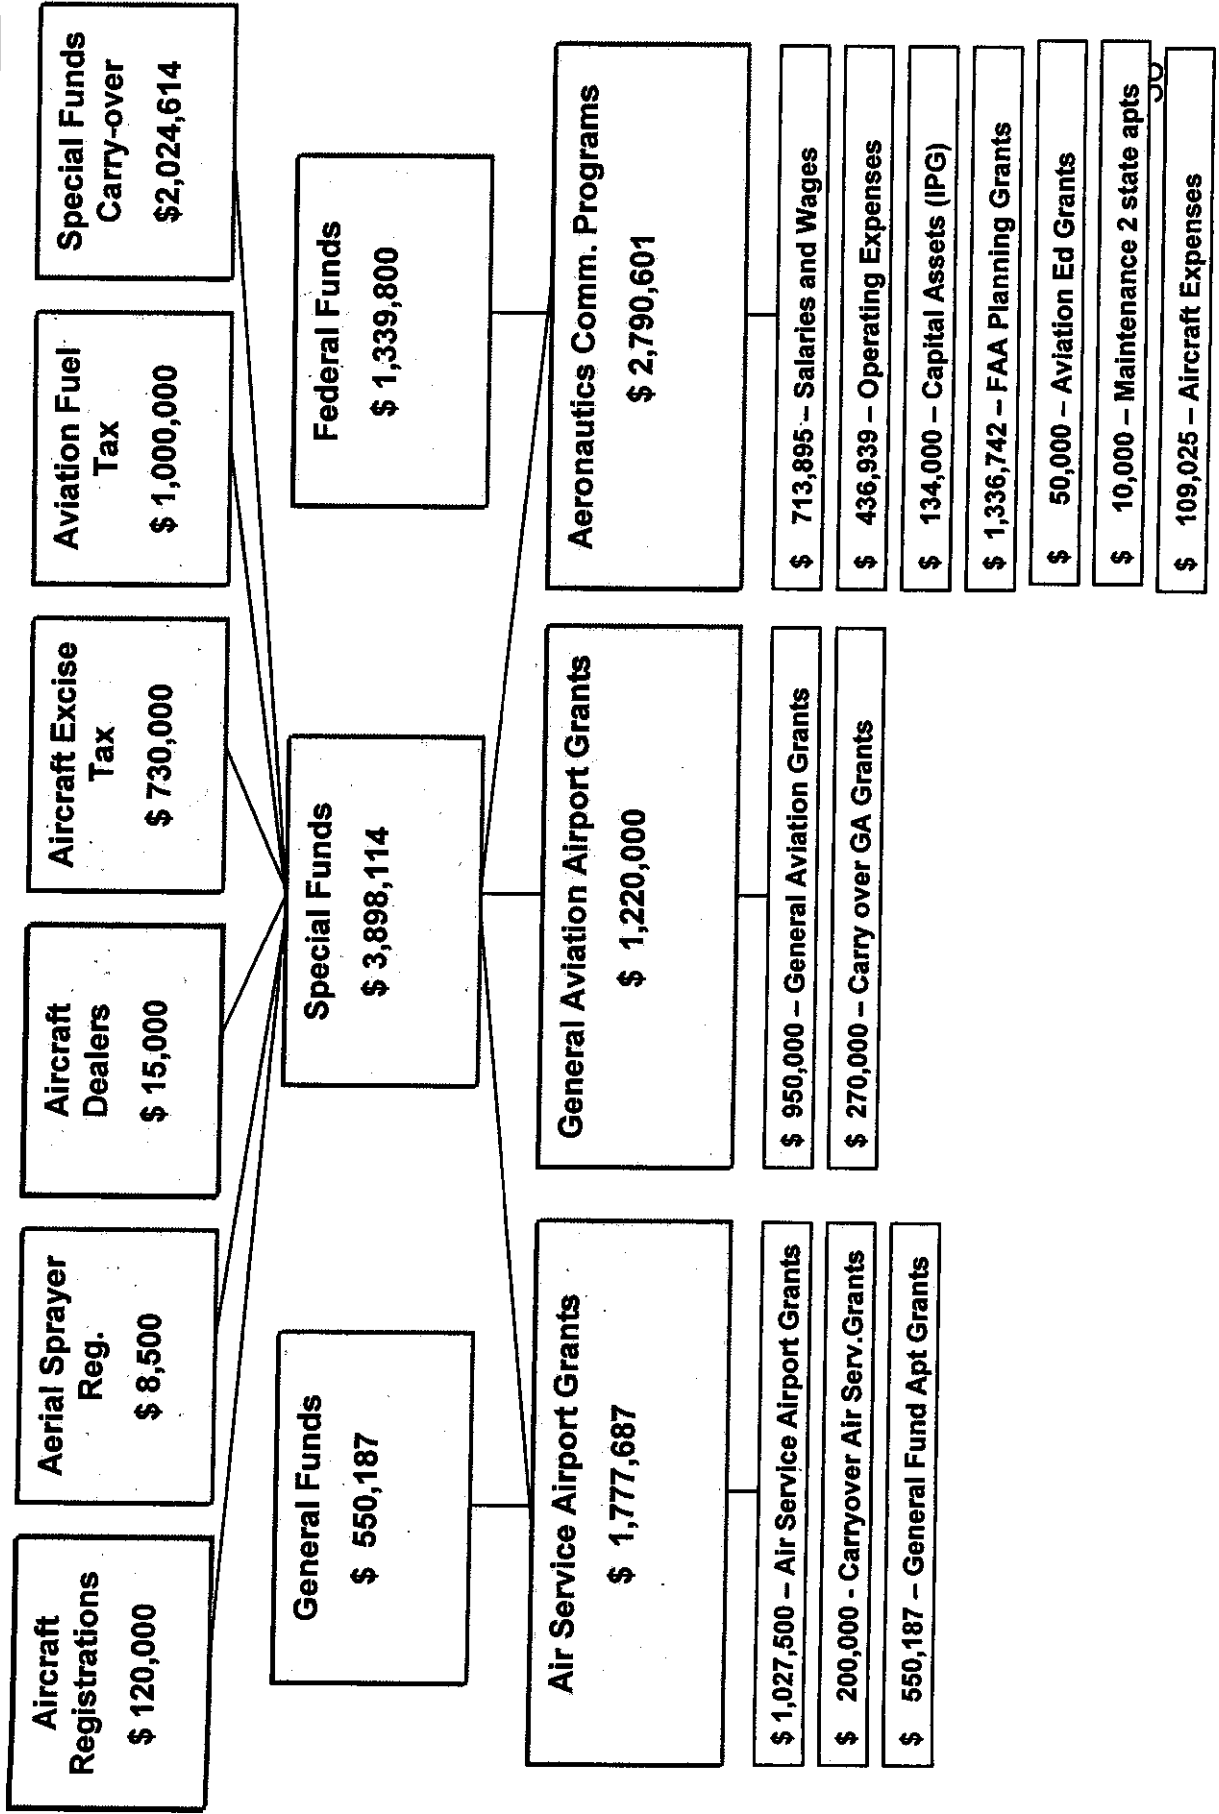 Aircraft
Registrations
$ 120,000
Aerial Sprayer
Reg.
$ 8,500
Aircraft
Dealers
$ 15,000
Aircraft Excise
Tax
$ 730,000
Aviation Fuel
Tax
$ 1,000,000
Special Funds
Carry-over
$2,024,614
General Funds
$ 550,187
Special Funds
$ 3,898,114
Federal Funds
$ 1,339,800
Air Service Airport Grants
$ 1,777,687
$ 1,027,500 – Air Service Airport Grants
$ 200,000 - Carryover Air Serv.Grants
$ 550,187 – General Fund Apt Grants
General Aviation Airport Grants
$ 1,220,000
$ 950,000 – General Aviation Grants
$ 270,000 – Carry over GA Grants
Aeronautics Comm. Programs
$ 2,790,601
$ 713,895 – Salaries and Wages
$ 436,939 – Operating Expenses
$ 134,000 – Capital Assets (IPG)
$ 1,336,742 – FAA Planning Grants
$ 50,000 – Aviation Ed Grants
$ 10,000 – Maintenance 2 state apts
$ 109,025 – Aircraft Expenses